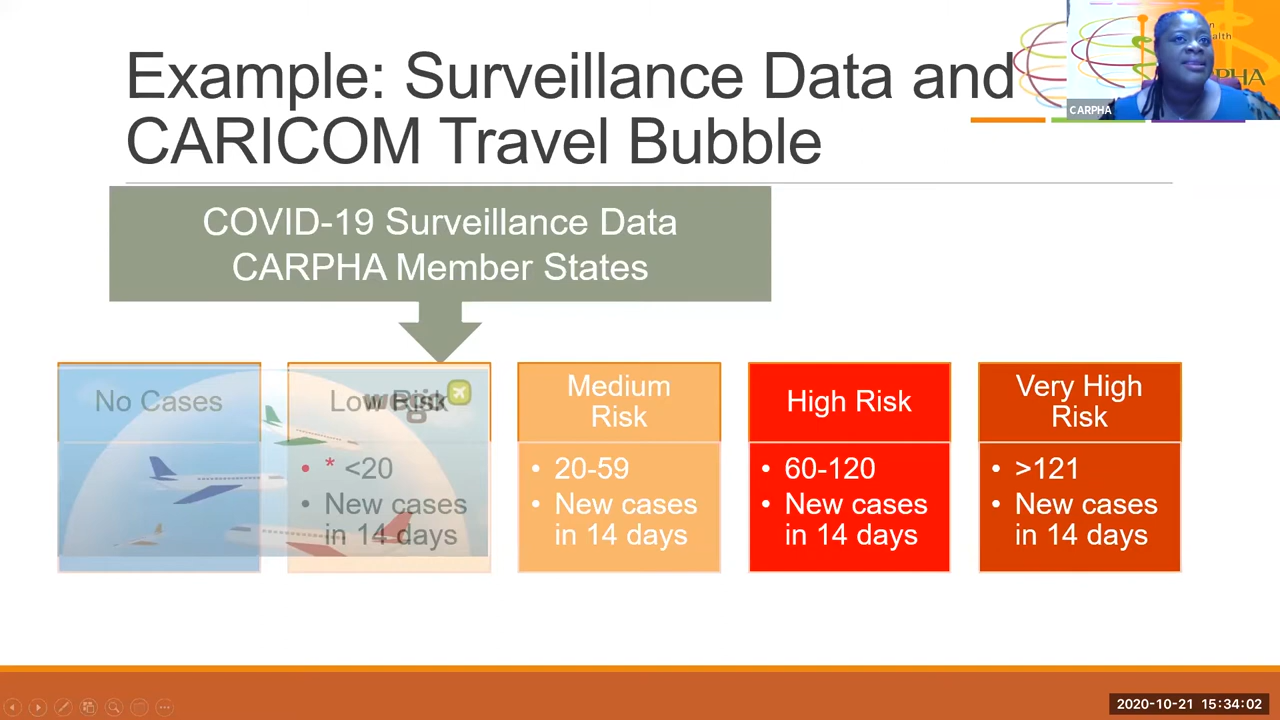 Example: Surveillance Data and
CARICOM Travel Bubble
CARPHA
COVID-19 Surveillance Data
CARPHA Member States
No Cases
Low Risk
• * <20
• New cases
in 14 days
Medium
Risk
• 20-59
• New cases
in 14 days
High Risk
• 60-120
• New cases
in 14 days
Very High
Risk
• >121
• New cases
in 14 days
2020-10-21 15:34:02